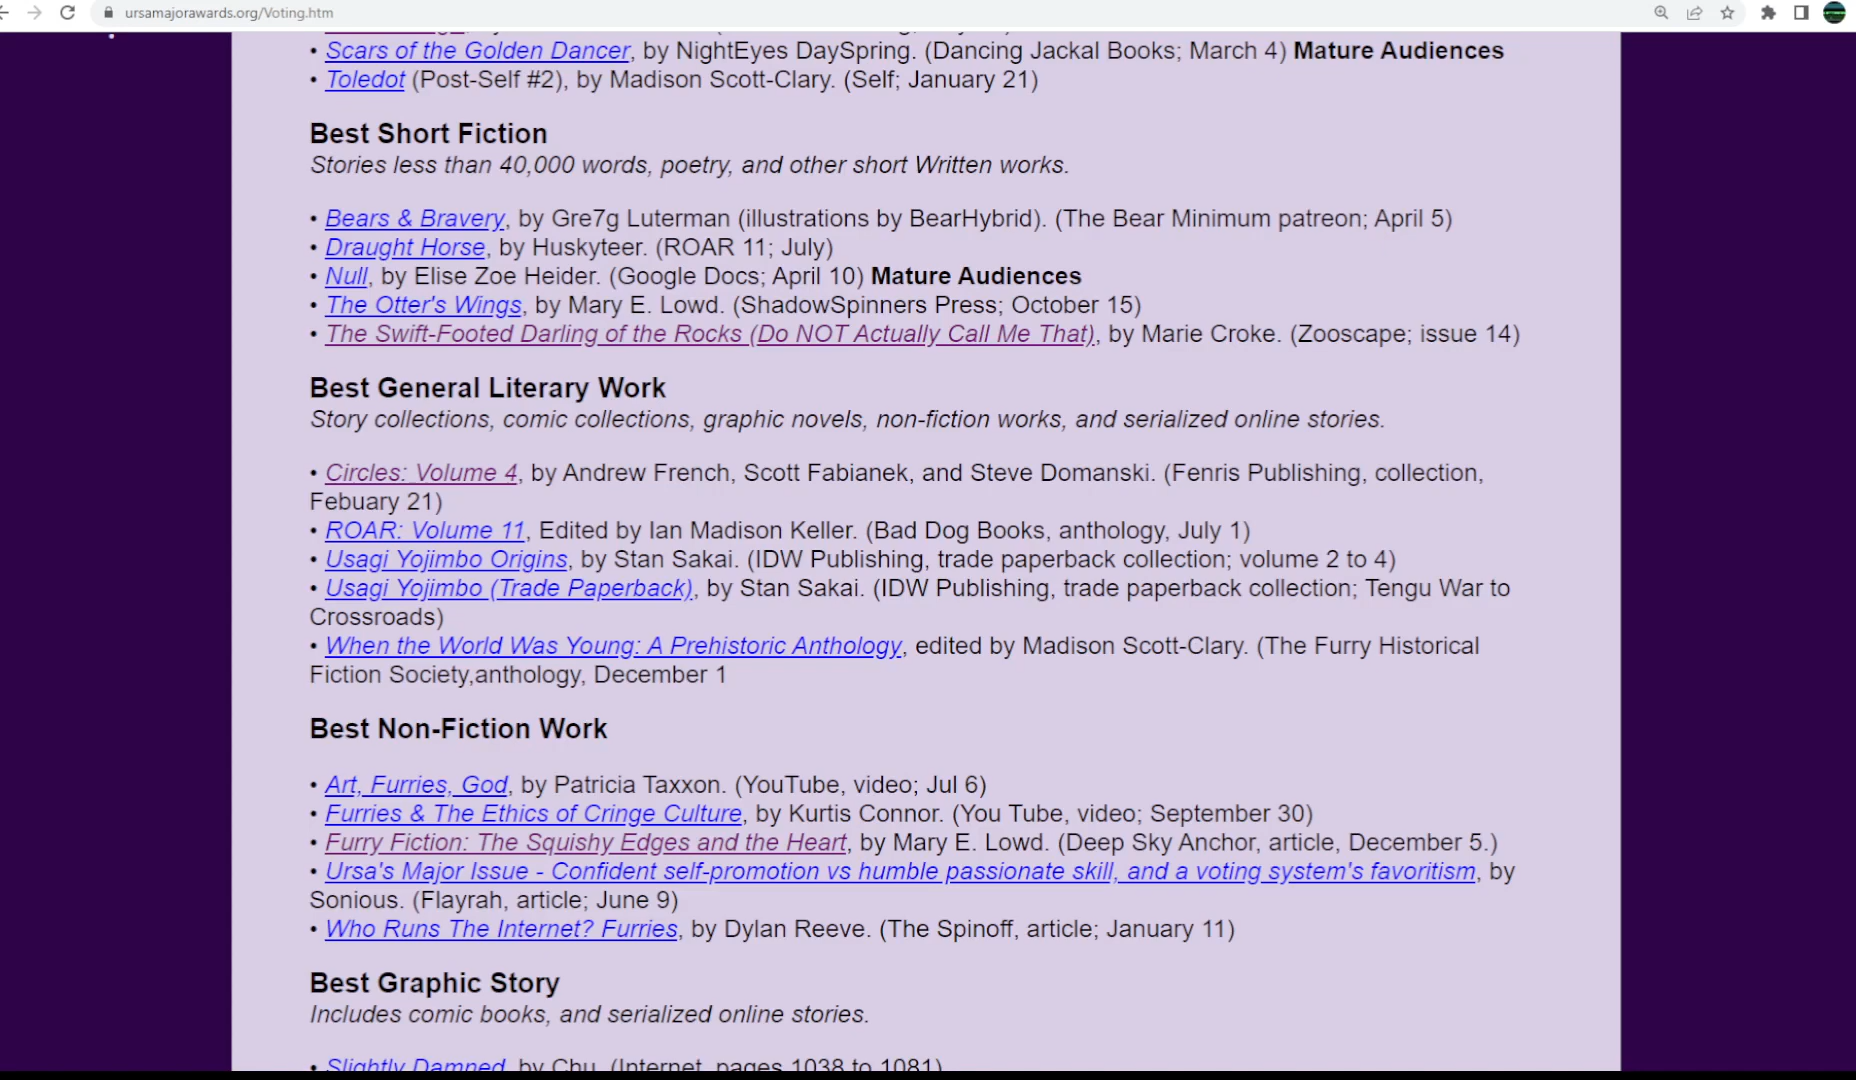 ursamajorawards.org/Voting.htm
• Scars of the Golden Dancer, by NightEyes DaySpring. (Dancing Jackal Books; March 4) Mature Audiences
• Toledot (Post-Self #2), by Madison Scott-Clary. (Self; January 21)
Best Short Fiction
Stories less than 40,000 words, poetry, and other short Written works.
• Bears & Bravery, by Gre7g Luterman (illustrations by BearHybrid). (The Bear Minimum patreon; April 5)
• Draught Horse, by Huskyteer. (ROAR 11; July)
• Null, by Elise Zoe Heider. (Google Docs; April 10) Mature Audiences
• The Otter's Wings, by Mary E. Lowd. (ShadowSpinners Press; October 15)
• The Swift-Footed Darling of the Rocks (Do NOT Actually Call Me That), by Marie Croke. (Zooscape; issue 14)
Best General Literary Work
Story collections, comic collections, graphic novels, non-fiction works, and serialized online stories.
• Circles: Volume 4, by Andrew French, Scott Fabianek, and Steve Domanski. (Fenris Publishing, collection,
Febuary 21)
• ROAR: Volume 11, Edited by Ian Madison Keller. (Bad Dog Books, anthology, July 1)
• Usagi Yojimbo Origins, by Stan Sakai. (IDW Publishing, trade paperback collection; volume 2 to 4)
• Usagi Yojimbo (Trade Paperback), by Stan Sakai. (IDW Publishing, trade paperback collection; Tengu War to
Crossroads)
• When the World Was Young: A Prehistoric Anthology, edited by Madison Scott-Clary. (The Furry Historical
Fiction Society,anthology, December 1
Best Non-Fiction Work
• Art, Furries, God, by Patricia Taxxon. (YouTube, video; Jul 6)
• Furries & The Ethics of Cringe Culture, by Kurtis Connor. (You Tube, video; September 30)
• Furry Fiction: The Squishy Edges and the Heart, by Mary E. Lowd. (Deep Sky Anchor, article, December 5.)
• Ursa's Major Issue - Confident self-promotion vs humble passionate skill, and a voting system's favoritism, by
Sonious. (Flayrah, article; June 9)
• Who Runs The Internet? Furries, by Dylan Reeve. (The Spinoff, article; January 11)
Best Graphic Story
Includes comic books, and serialized online stories.
• Slightly Damned, by Chu. (Internet, pages 1038 to 1081)